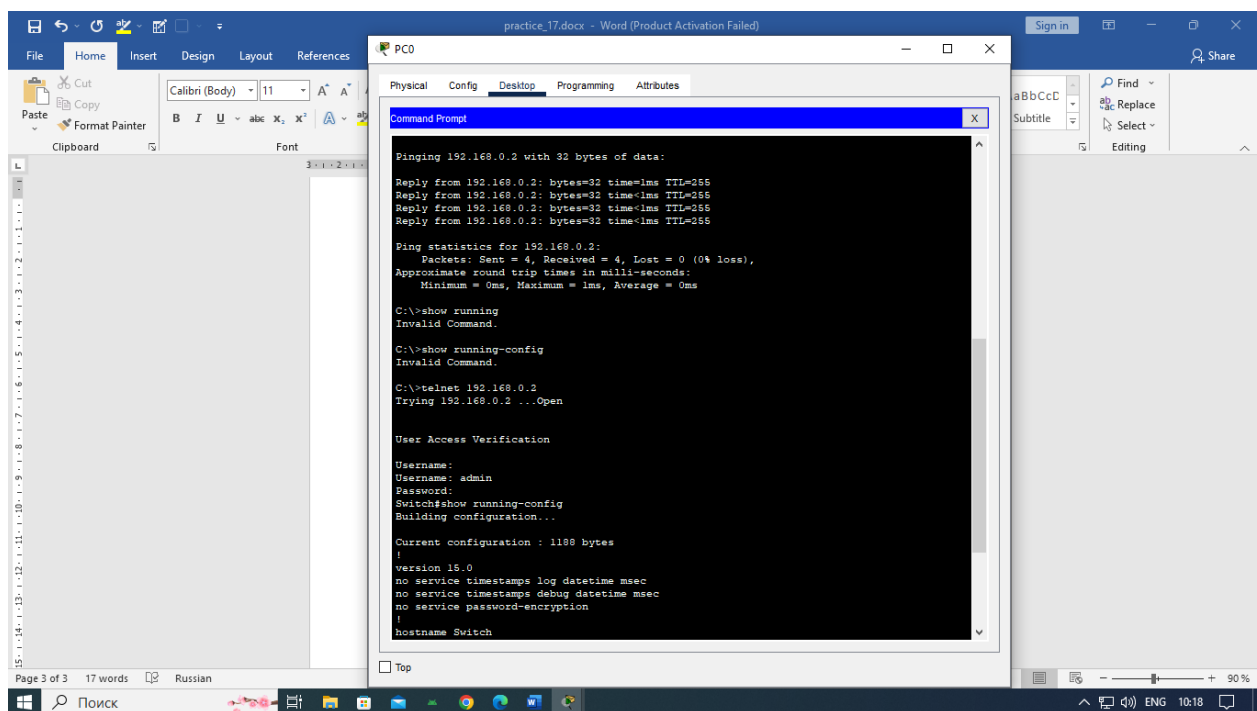 practice_17.docx - Word (Product Activation Failed)
Sign in
File Home Insert Design Layout References
Share
Cut
Copy
Paste
Format Painter
Clipboard
Calibri (Body) 11
Font
PC0
Physical Config Desktop Programming Attributes
Command Prompt X
Pinging 192.168.0.2 with 32 bytes of data:
Reply from 192.168.0.2: bytes=32 time=1ms TTL=255
Reply from 192.168.0.2: bytes=32 time<1ms TTL=255
Reply from 192.168.0.2: bytes=32 time<1ms TTL=255
Reply from 192.168.0.2: bytes=32 time<1ms TTL=255
Ping statistics for 192.168.0.2:
Packets: Sent = 4, Received = 4, Lost = 0 (0% loss),
Approximate round trip times in milli-seconds:
Minimum = 0ms, Maximum = 1ms, Average = 0ms
C:\>show running
Invalid Command.
C:\>show running-config
Invalid Command.
C:\>telnet 192.168.0.2
Trying 192.168.0.2 ...Open
User Access Verification
Username:
Username: admin
Password:
Switch#show running-config
Building configuration...
Current configuration : 1188 bytes
!
version 15.0
no service timestamps log datetime msec
no service timestamps debug datetime msec
no service password-encryption
!
hostname Switch
Top
aBbCcD
Subtitle
Find
Replace
Select
Editing
Page 3 of 3 17 words Russian
90%
Поиск
ENG 10:18